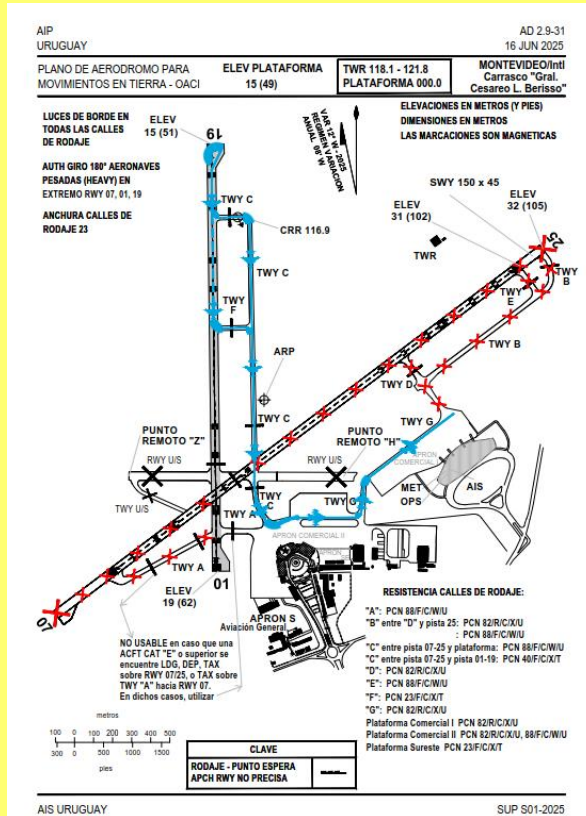 AIP
URUGUAY
AD 2.9-31
16 JUN 2025
PLANO DE AERODROMO PARA
MOVIMIENTOS EN TIERRA - OACI
ELEV PLATAFORMA
15 (49)
TWR 118.1 - 121.8
PLATAFORMA 000.0
MONTEVIDEO/Intl
Carrasco "Gral.
Cesareo L. Berisso"
LUCES DE BORDE EN
TODAS LAS CALLES
DE RODAJE
AUTH GIRO 180° AERONAVES
PESADAS (HEAVY) EN
EXTREMO RWY 07, 01, 19
ANCHURA CALLES DE
RODAJE 23
ELEV
15 (51)
19
VAR 12° W - 2025
REGIMEN VARIACION
ANUAL 08' W
ELEVACIONES EN METROS (Y PIES)
DIMENSIONES EN METROS
LAS MARCACIONES SON MAGNETICAS
SWY 150 x 45
ELEV
32 (105)
ELEV
31 (102)
25
TWR
TWY C
CRR 116.9
TWY C
TWY
B
TWY
E
TWY
F
TWY B
ARP
TWY D
TWY C
TWY G
PUNTO
REMOTO "Z"
PUNTO
REMOTO "H"
RWY U/S
RWY U/S
APRON
COMERCIAL I
MET
OPS
AIS
TWY U/S
TWY A
TWY
C
TWY G
APRON COMERCIAL II
TWY A
APRON
SE
ELEV
19 (62)
01
07
APRON S
Aviación General
NO USABLE en caso que una
ACFT CAT "E" o superior se
encuentre LDG, DEP, TAX
sobre RWY 07/25, o TAX sobre
TWY "A" hacia RWY 07.
En dichos casos, utilizar
RESISTENCIA CALLES DE RODAJE:
"A": PCN 88/F/C/W/U
"B" entre "D" y pista 25: PCN 82/R/C/X/U
: PCN 88/F/C/W/U
"C" entre pista 07-25 y plataforma: PCN 88/F/C/W/U
"C" entre pista 07-25 y pista 01-19: PCN 40/F/C/X/T
"D": PCN 82/R/C/X/U
"E": PCN 88/F/C/W/U
"F": PCN 23/F/C/X/T
"G": PCN 82/R/C/X/U
Plataforma Comercial I PCN 82/R/C/X/U
Plataforma Comercial II PCN 82/R/C/X/U, 88/F/C/W/U
Plataforma Sureste PCN 23/F/C/X/T
metros
100 0 100 200 300 400 500
300 0 500 1000 1500
pies
CLAVE
RODAJE - PUNTO ESPERA
APCH RWY NO PRECISA
AIS URUGUAY
SUP S01-2025